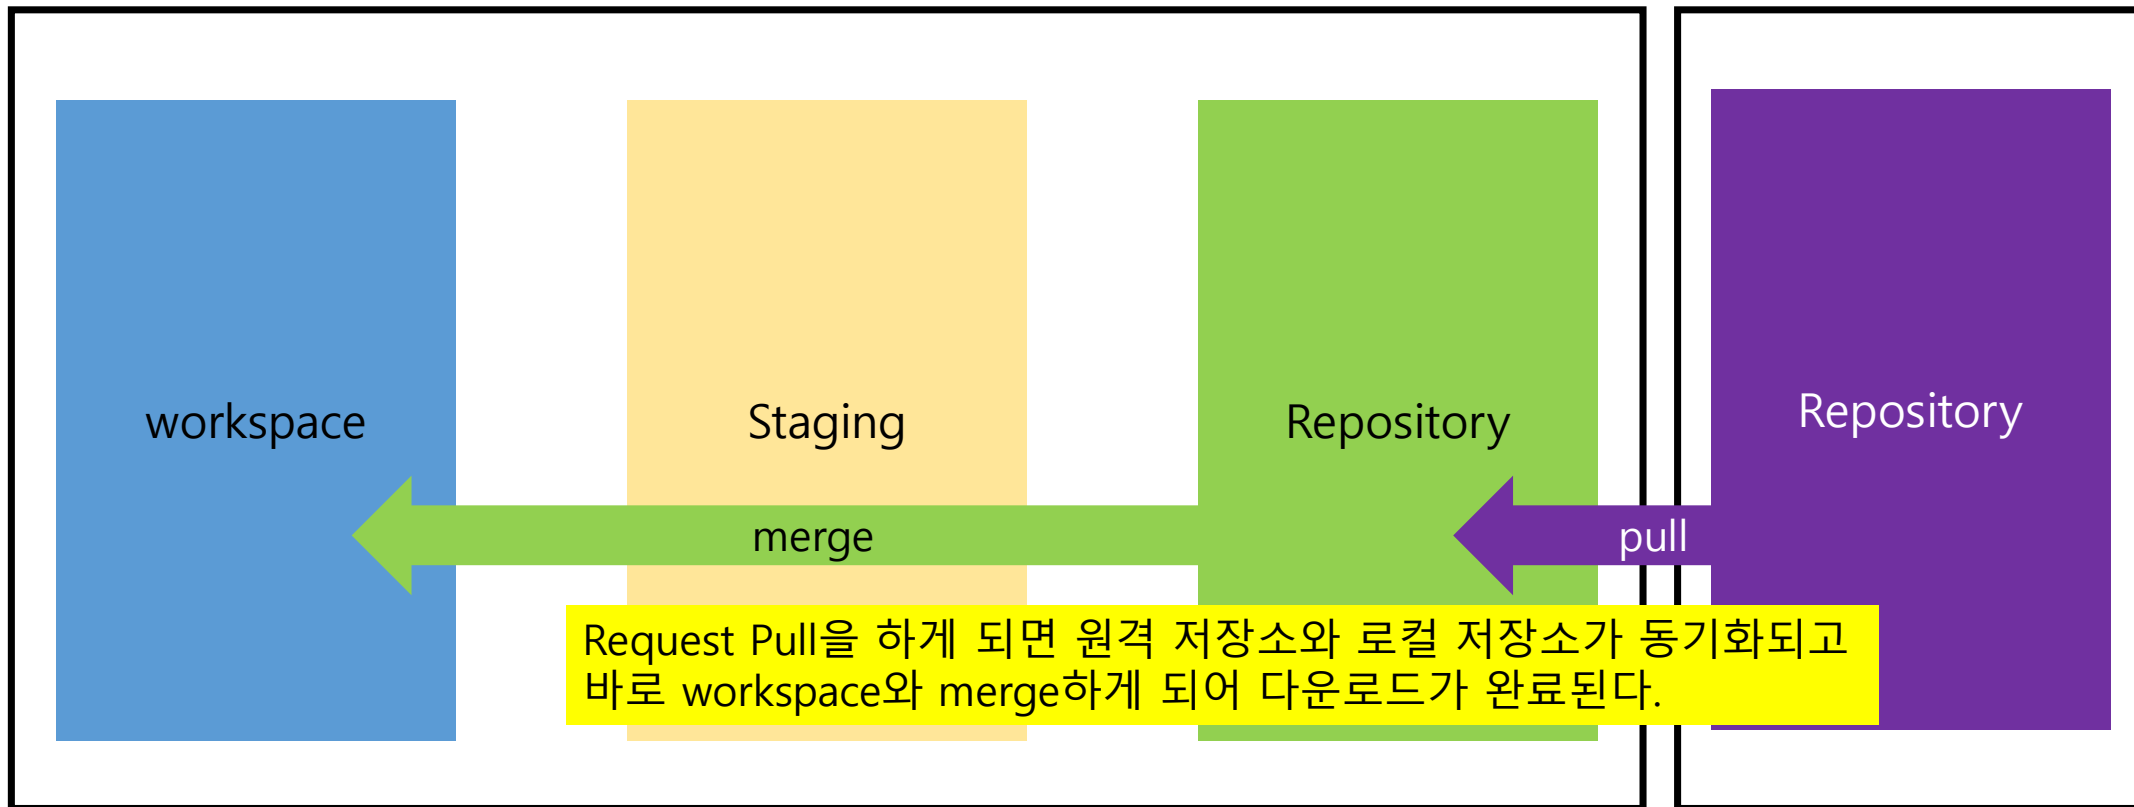 workspace
Staging
Repository
Repository
merge
pull
Request Pull을 하게 되면 원격 저장소와 로컬 저장소가 동기화되고
바로 workspace와 merge하게 되어 다운로드가 완료된다.